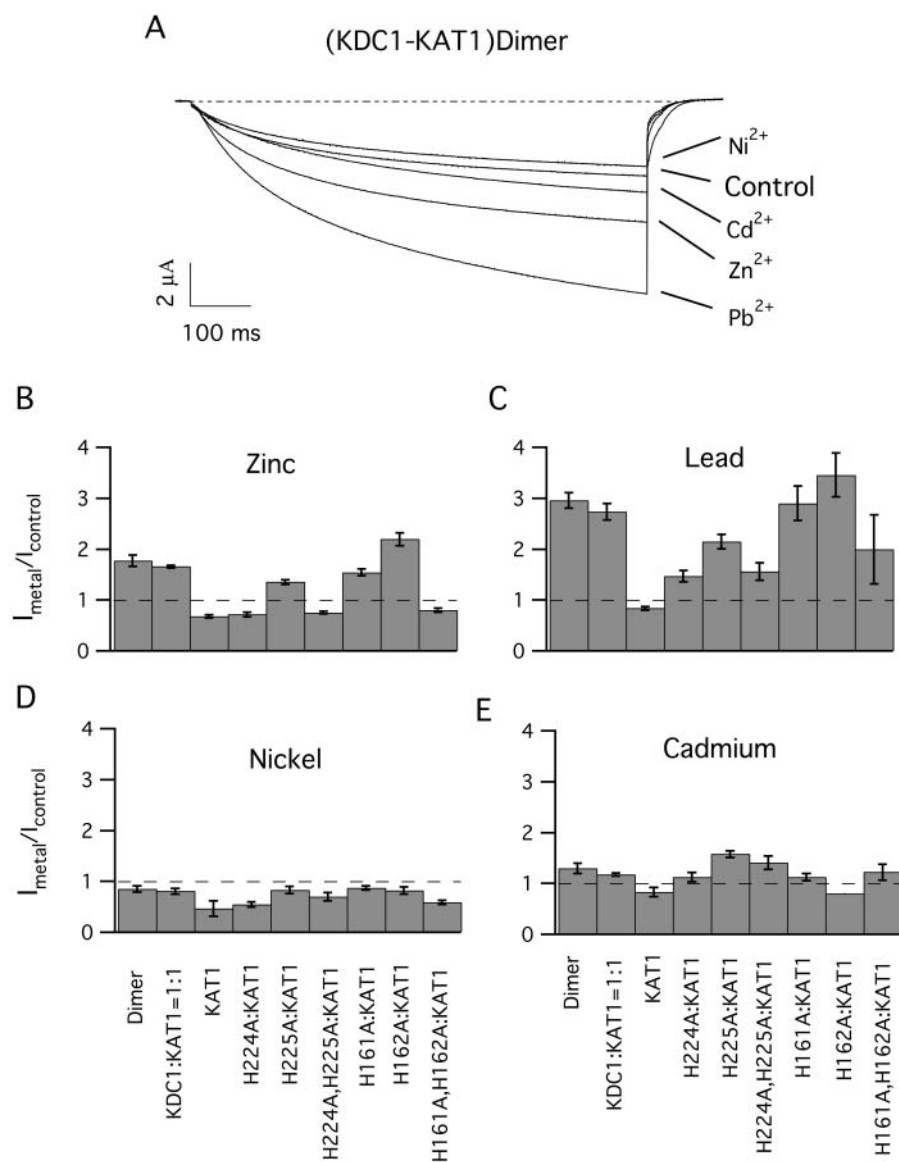 A
(KDC1-KAT1)Dimer
Ni2+
Control
Cd2+
Zn2+
Pb2+
2 μA
100 ms
B
Zinc
Imetal/Icontrol
4
3
2
1
0
C
Lead
4
3
2
1
0
D
Nickel
Imetal/Icontrol
4
3
2
1
0
Dimer
KDC1:KAT1=1:1
KAT1
H224A:KAT1
H225A:KAT1
H224A,H225A:KAT1
H161A:KAT1
H162A:KAT1
H161A,H162A:KAT1
E
Cadmium
4
3
2
1
0
Dimer
KDC1:KAT1=1:1
KAT1
H224A:KAT1
H225A:KAT1
H224A,H225A:KAT1
H161A:KAT1
H162A:KAT1
H161A,H162A:KAT1